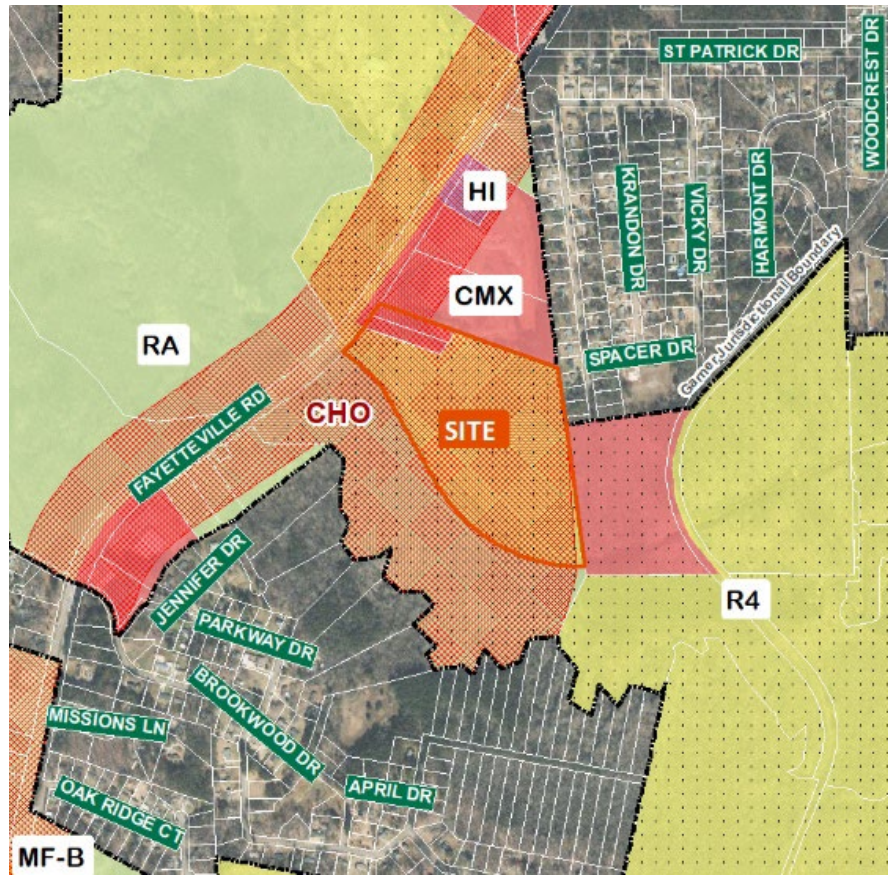 ST PATRICK DR
WOODCREST DR
HI
KRANDON DR
VICKY DR
HARMONT DR
CMX
Garner Jurisdictional Boundary
RA
SPACER DR
FAYETTEVILLE RD
CHO
SITE
JENNIFER DR
R4
PARKWAY DR
BROOKWOOD DR
MISSIONS LN
APRIL DR
OAK RIDGE CT
MF-B